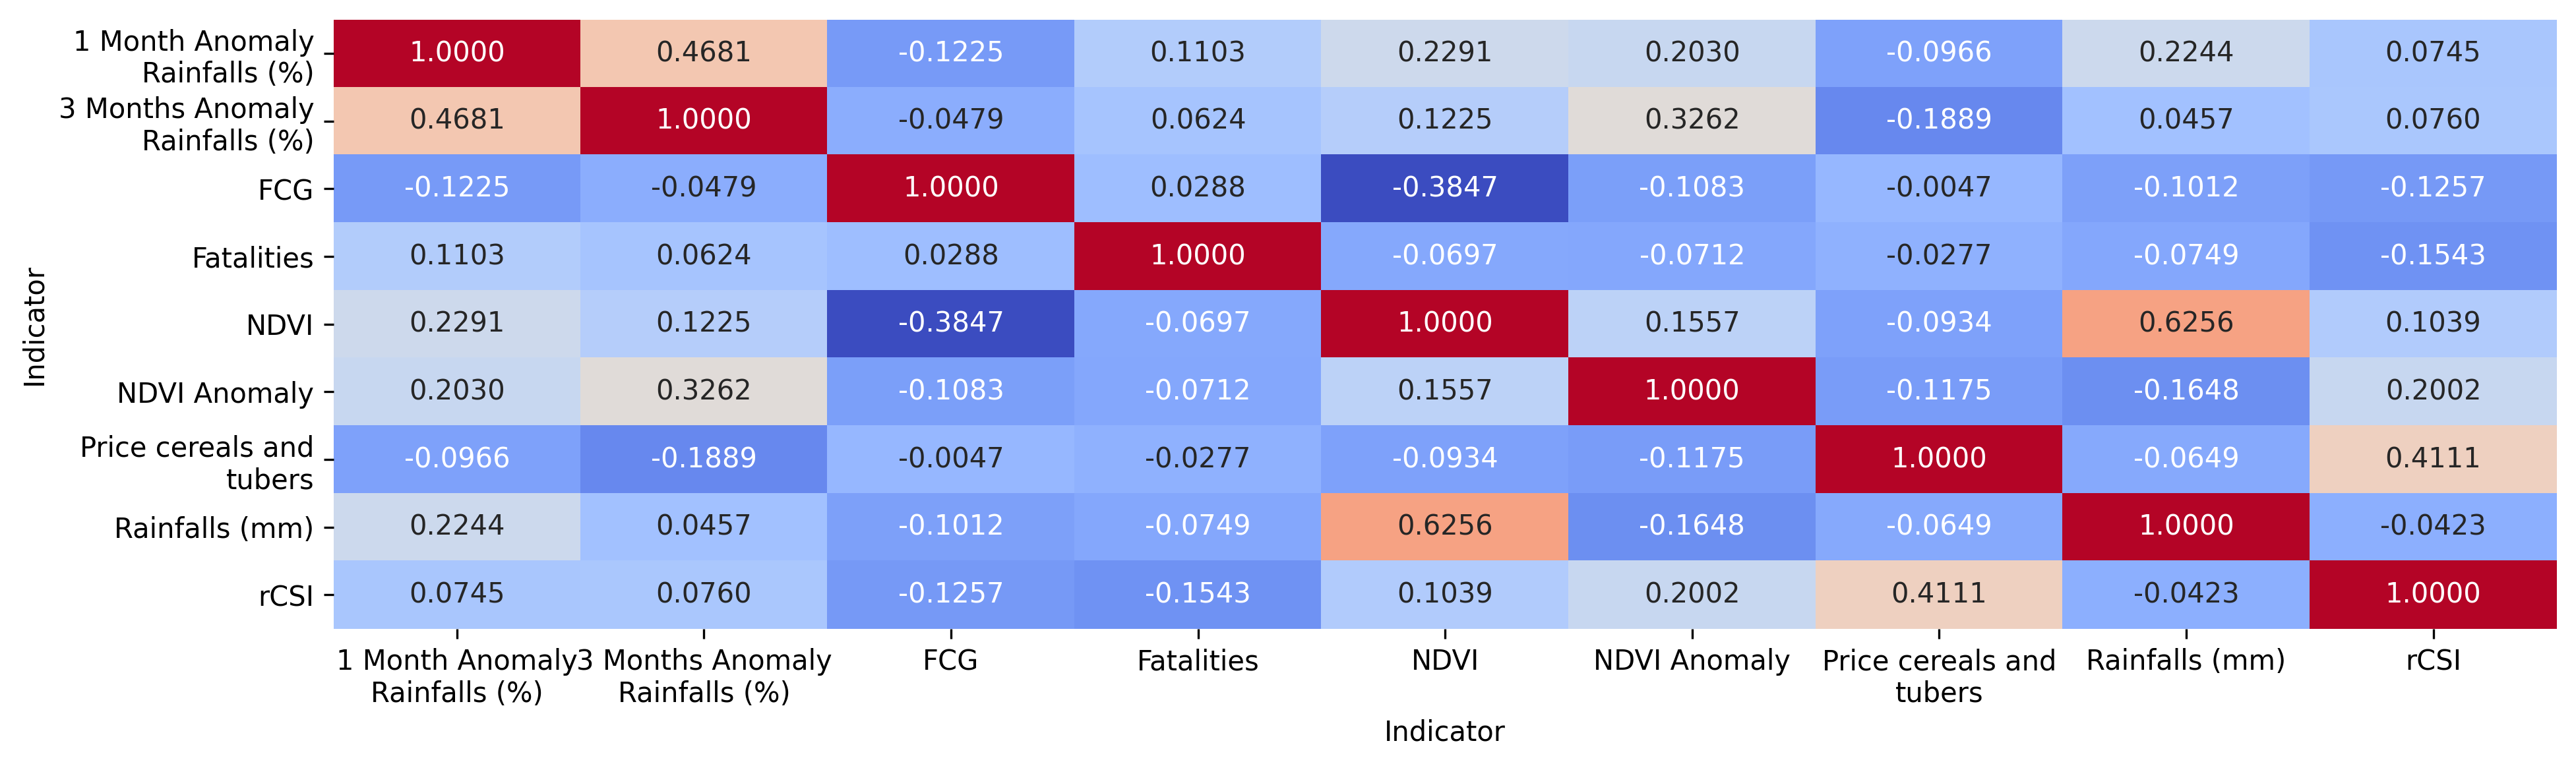 1 Month Anomaly
Rainfalls (%)
1.0000 0.4681 -0.1225 0.1103 0.2291 0.2030 -0.0966 0.2244 0.0745
3 Months Anomaly
Rainfalls (%)
0.4681 1.0000 -0.0479 0.0624 0.1225 0.3262 -0.1889 0.0457 0.0760
FCG -0.1225 -0.0479 1.0000 0.0288 -0.3847 -0.1083 -0.0047 -0.1012 -0.1257
Fatalities 0.1103 0.0624 0.0288 1.0000 -0.0697 -0.0712 -0.0277 -0.0749 -0.1543
Indicator
NDVI 0.2291 0.1225 -0.3847 -0.0697 1.0000 0.1557 -0.0934 0.6256 0.1039
NDVI Anomaly 0.2030 0.3262 -0.1083 -0.0712 0.1557 1.0000 -0.1175 -0.1648 0.2002
Price cereals and
tubers
-0.0966 -0.1889 -0.0047 -0.0277 -0.0934 -0.1175 1.0000 -0.0649 0.4111
Rainfalls (mm) 0.2244 0.0457 -0.1012 -0.0749 0.6256 -0.1648 -0.0649 1.0000 -0.0423
rCSI 0.0745 0.0760 -0.1257 -0.1543 0.1039 0.2002 0.4111 -0.0423 1.0000
1 Month Anomaly
Rainfalls (%)
3 Months Anomaly
Rainfalls (%)
FCG
Fatalities
NDVI
NDVI Anomaly
Price cereals and
tubers
Rainfalls (mm)
rCSI
Indicator